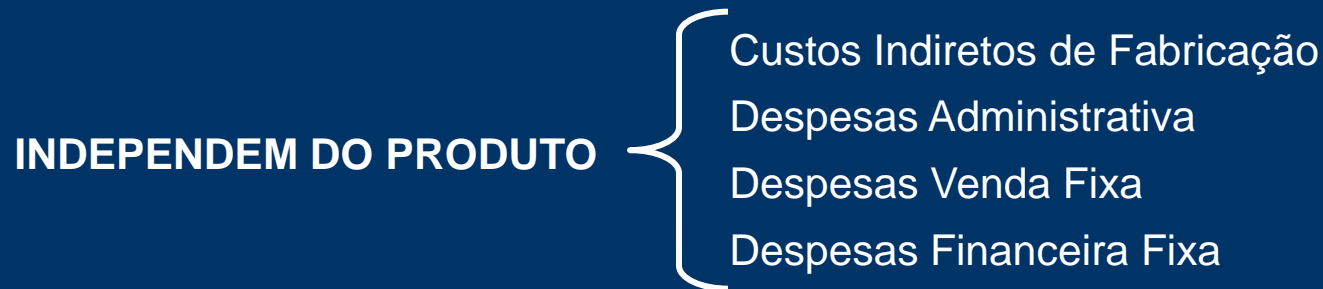 INDEPENDEM DO PRODUTO
Custos Indiretos de Fabricação
Despesas Administrativa
Despesas Venda Fixa
Despesas Financeira Fixa